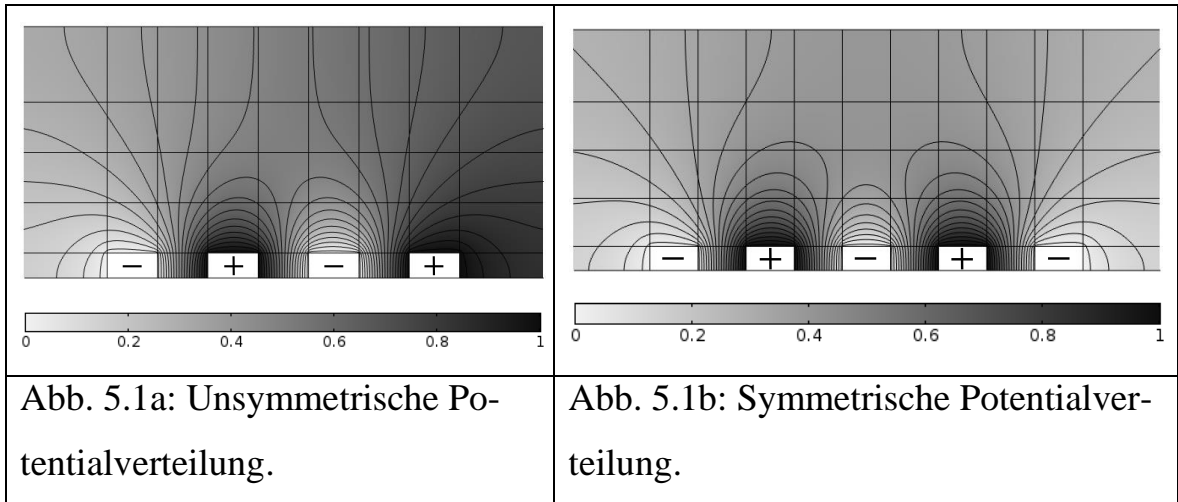 − + − +
0 0.2 0.4 0.6 0.8 1
Abb. 5.1a: Unsymmetrische Po-
tentialverteilung.
− + − + −
0 0.2 0.4 0.6 0.8 1
Abb. 5.1b: Symmetrische Potentialver-
teilung.